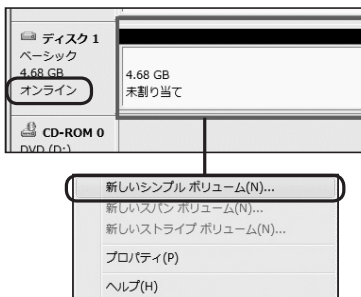 ディスク 1
ベーシック
4.68 GB
オンライン
4.68 GB
未割り当て
CD-ROM 0
DVD (D:)
新しいシンプル ボリューム(N)...
新しいスパン ボリューム(N)...
新しいストライプ ボリューム(N)...
プロパティ(P)
ヘルプ(H)